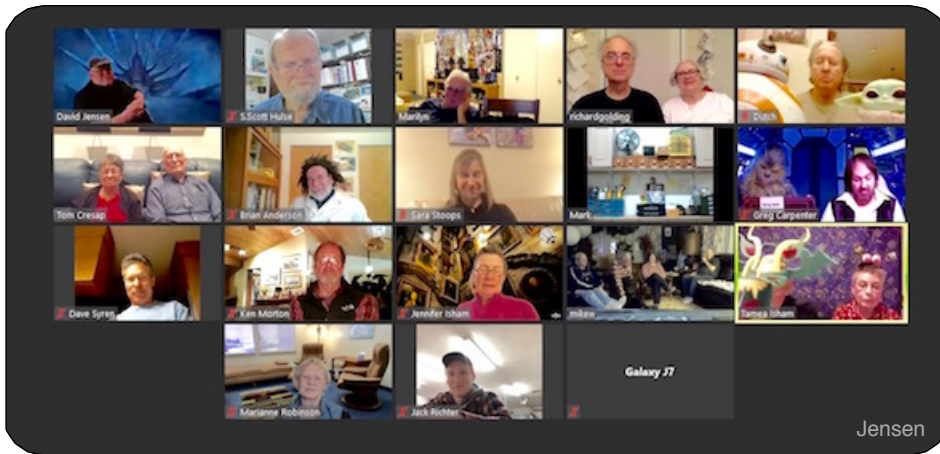 David Jensen
S.Scott Hulse
Marilyn
richardgolding
Dutch
Tom Cresap
Brian Anderson
Sara Stoops
Mark
Greg Carpenter
Dave Syren
Ken Morton
Jennifer Isham
mikew
Tamea Isham
Marianne Robinson
Jack Richter
Galaxy J7
Jensen